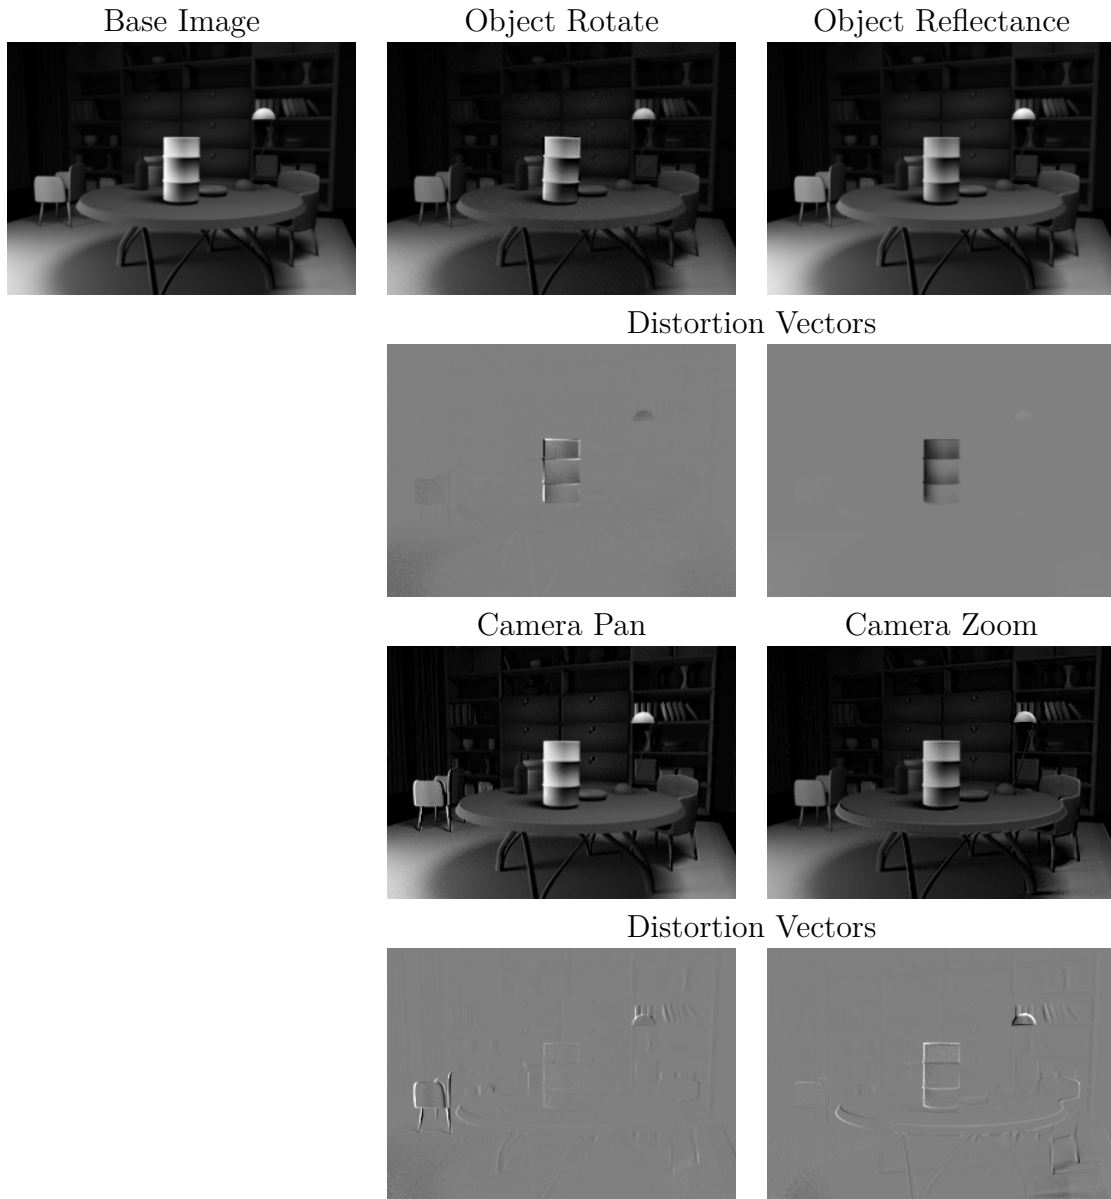 Base Image
Object Rotate
Object Reflectance
Distortion Vectors
Camera Pan
Camera Zoom
Distortion Vectors